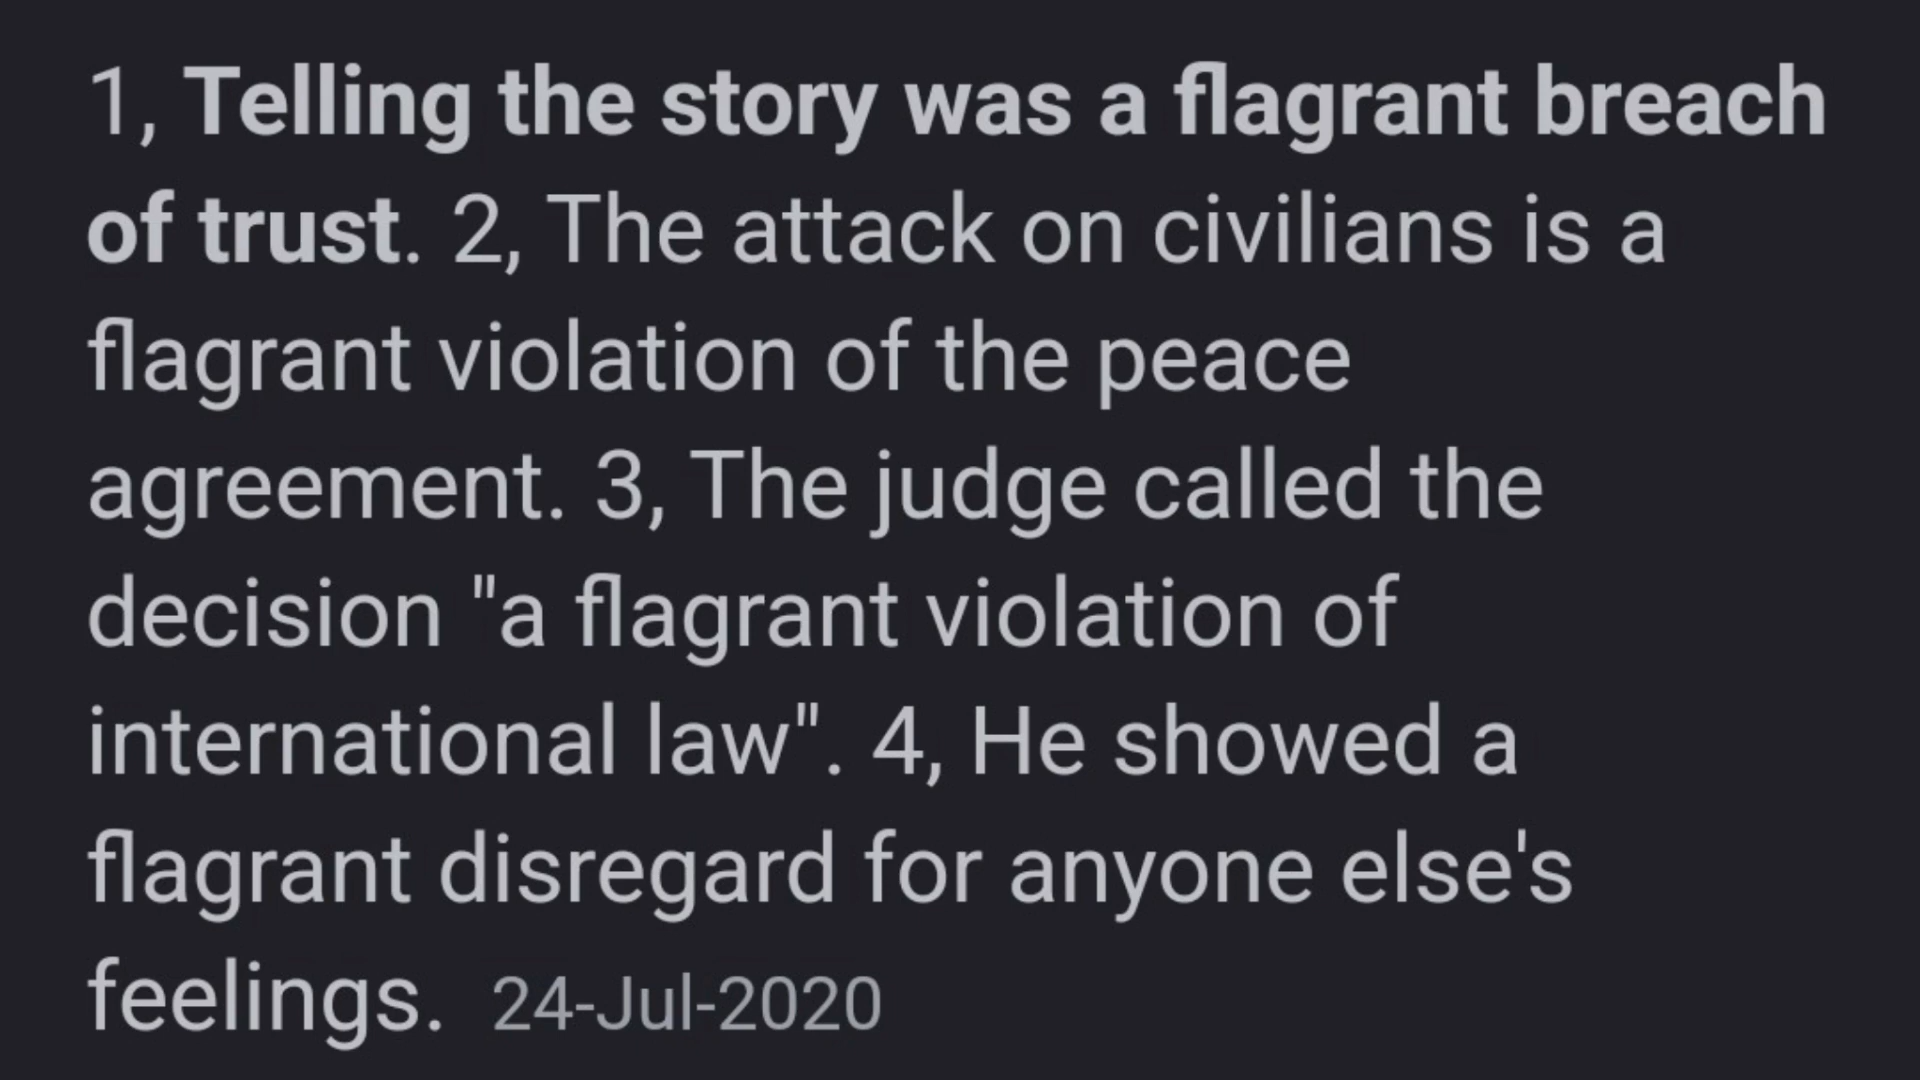 1, Telling the story was a flagrant breach
of trust. 2, The attack on civilians is a
flagrant violation of the peace
agreement. 3, The judge called the
decision "a flagrant violation of
international law". 4, He showed a
flagrant disregard for anyone else's
feelings. 24-Jul-2020